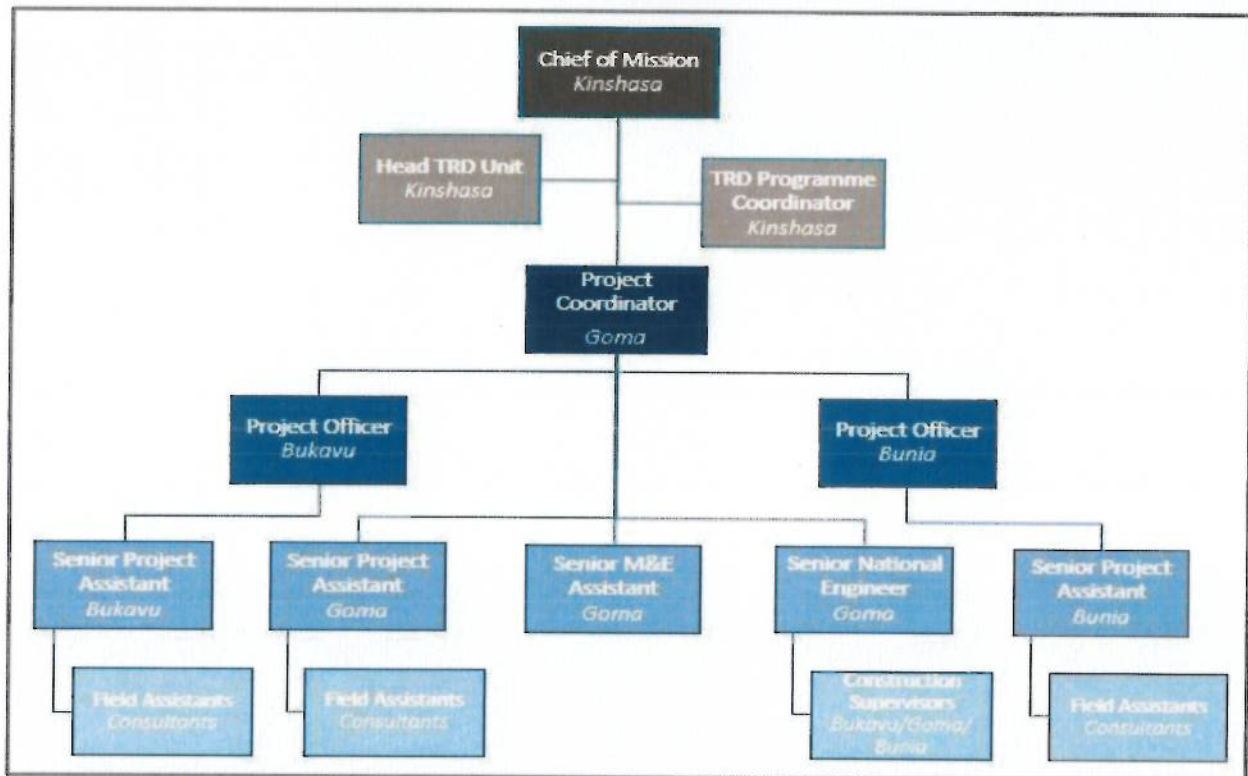 Chief of Mission
Kinshasa
Head TRD Unit
Kinshasa
TRD Programme
Coordinator
Kinshasa
Project
Coordinator
Goma
Project Officer
Bukavu
Project Officer
Bunia
Senior Project
Assistant
Bukavu
Senior Project
Assistant
Goma
Senior M&E
Assistant
Goma
Senior National
Engineer
Goma
Senior Project
Assistant
Bunia
Field Assistants
Consultants
Field Assistants
Consultants
Construction
Supervisors
Bukavu/Goma/
Bunia
Field Assistants
Consultants